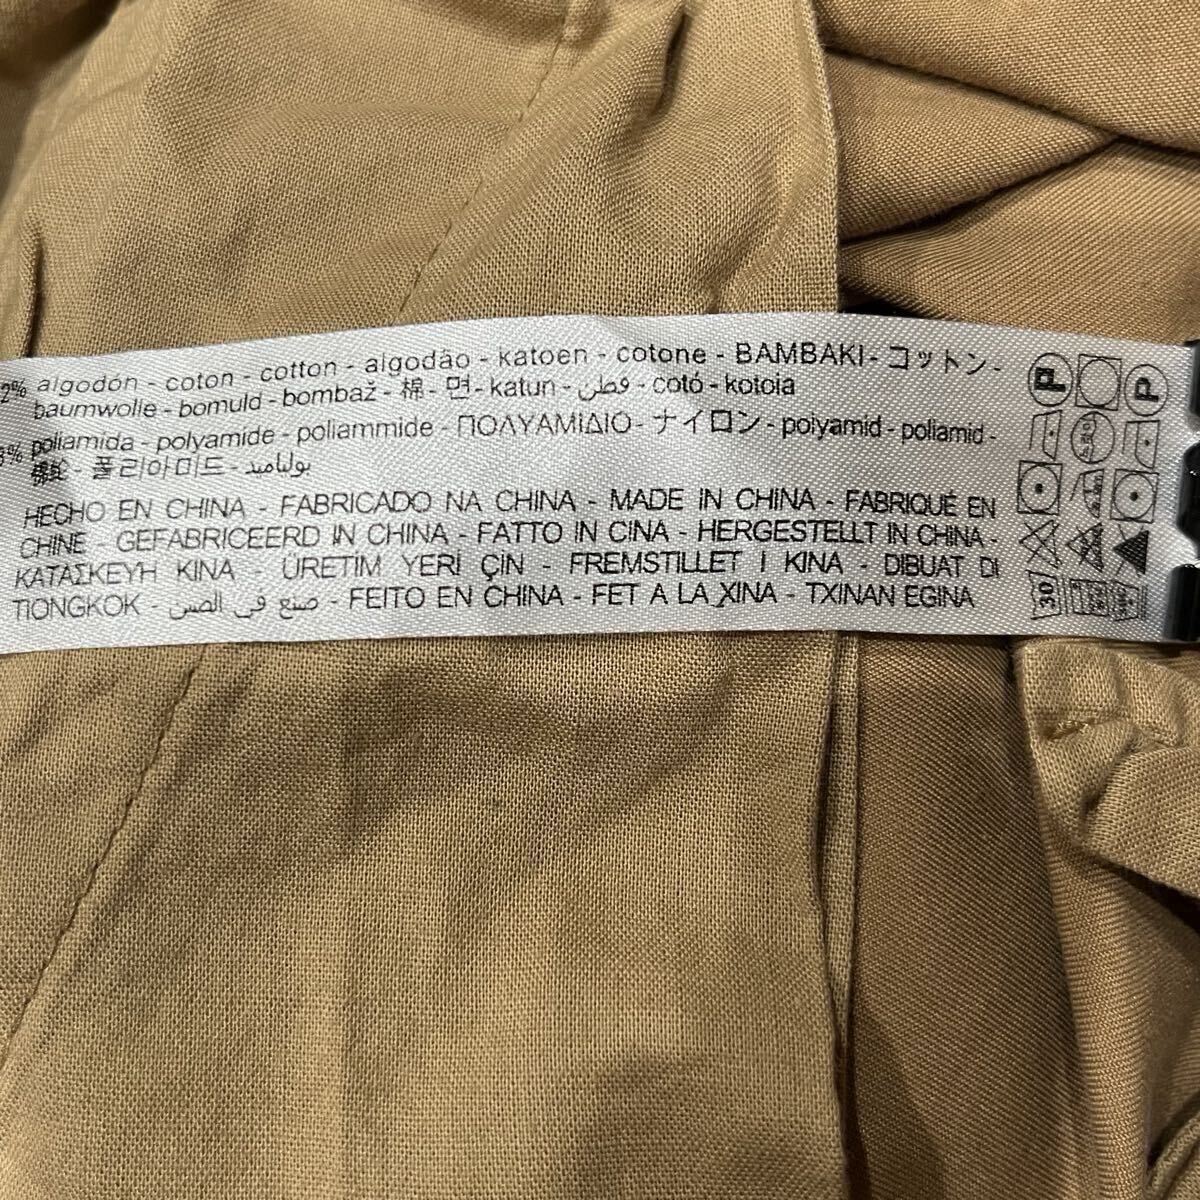 2% algodón - coton - cotton - algodão - katoen - cotone - BAMBAKI - コットン -
baumwolle - bomuld - bombaž - 棉 - 면 - katun - قطن - cotó - kotoia
% poliamida - polyamide - poliammide - ΠΟΛΥΑΜΙΔΙΟ - ナイロン - polyamid - poliamid -
폴리아미드 - بولياميد
HECHO EN CHINA - FABRICADO NA CHINA - MADE IN CHINA - FABRIQUÉ EN
CHINE - GEFABRICEERD IN CHINA - FATTO IN CINA - HERGESTELLT IN CHINA -
ΚΑΤΑΣΚΕΥΗ ΚΙΝΑ - ÜRETIM YERİ ÇIN - FREMSTILLET I KINA - DIBUAT DI
TIONGKOK - صنع في الصين - FEITO EN CHINA - FET A LA XINA - TXINAN EGINA
P P
30